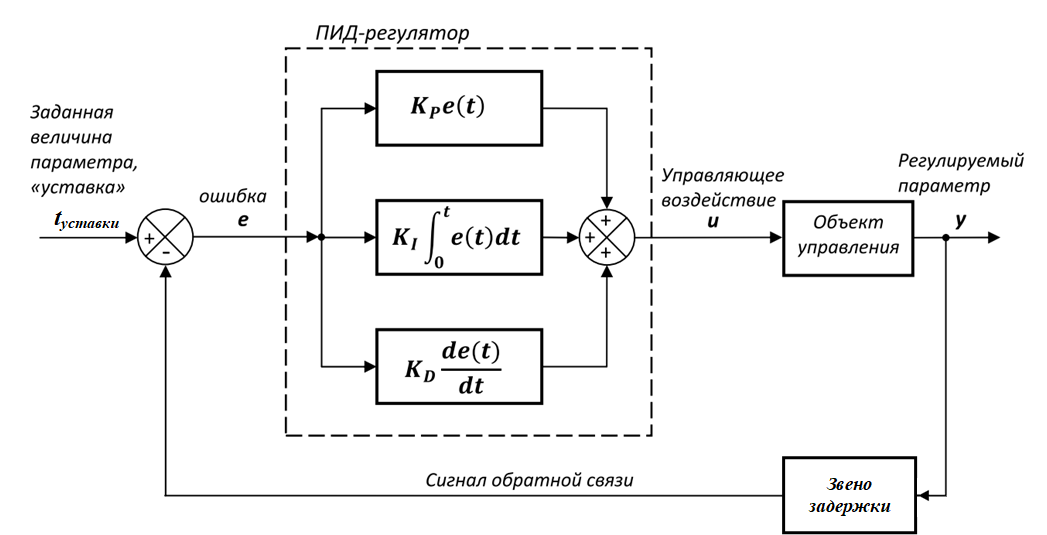 ПИД-регулятор
Заданная
величина
параметра,
«уставка»
tуставки
+
-
ошибка
e
K_P e(t)
K_I ∫_0^t e(t)dt
K_D de(t)/dt
+
+
+
Управляющее
воздействие
u
Объект
управления
Регулируемый
параметр
y
Сигнал обратной связи
Звено
задержки